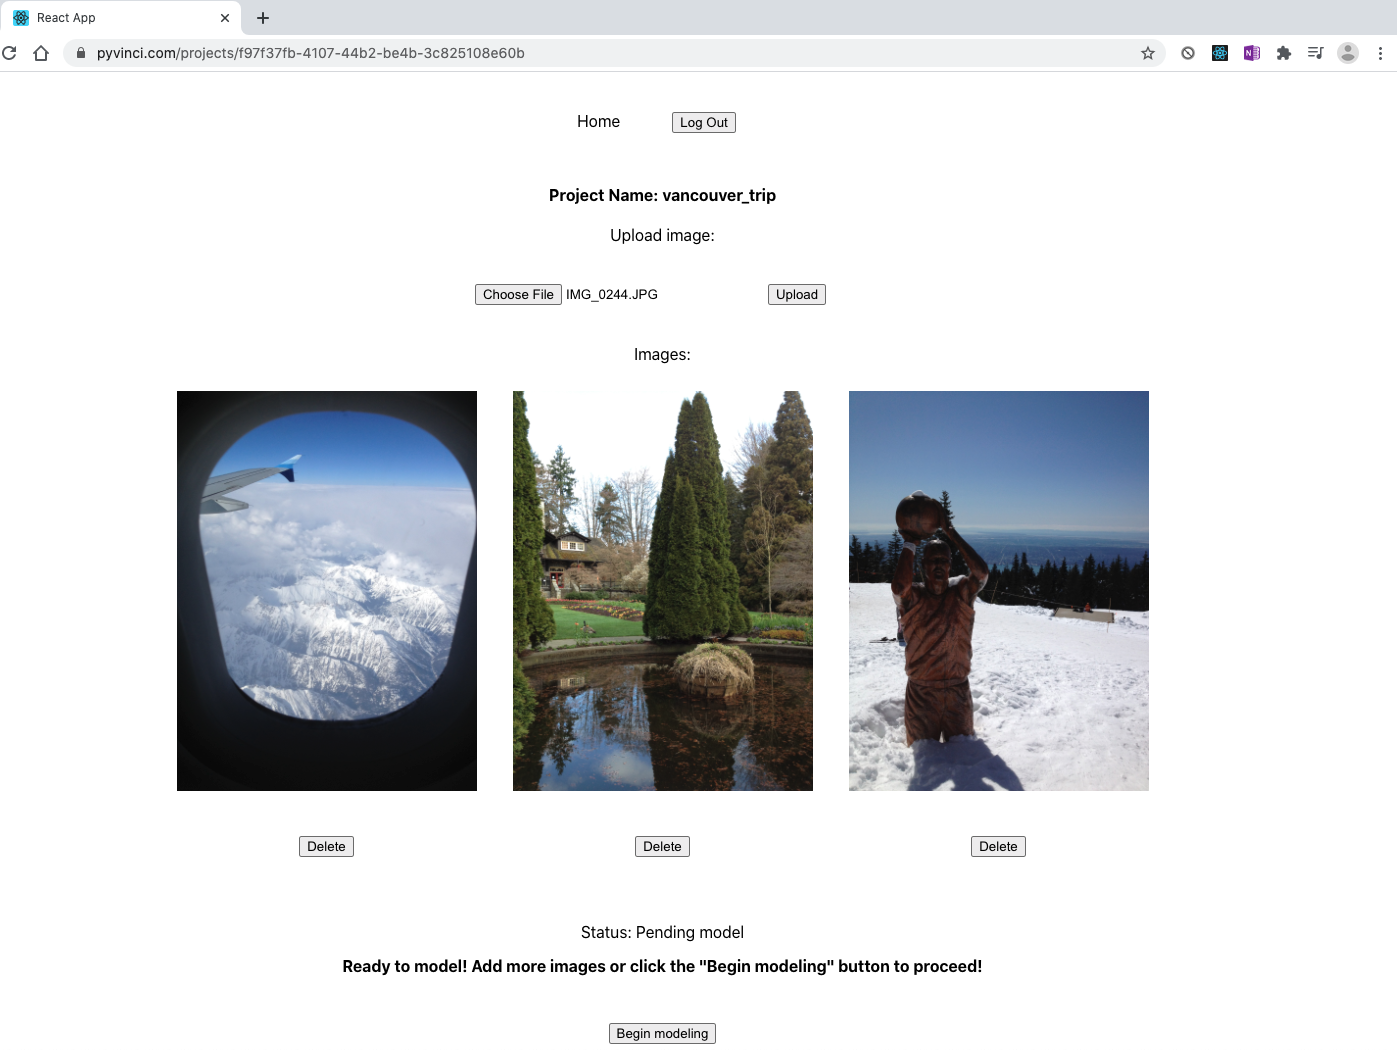 React App
pyvinci.com/projects/f97f37fb-4107-44b2-be4b-3c825108e60b
Home Log Out
Project Name: vancouver_trip
Upload image:
Choose File IMG_0244.JPG Upload
Images:
Delete Delete Delete
Status: Pending model
Ready to model! Add more images or click the "Begin modeling" button to proceed!
Begin modeling